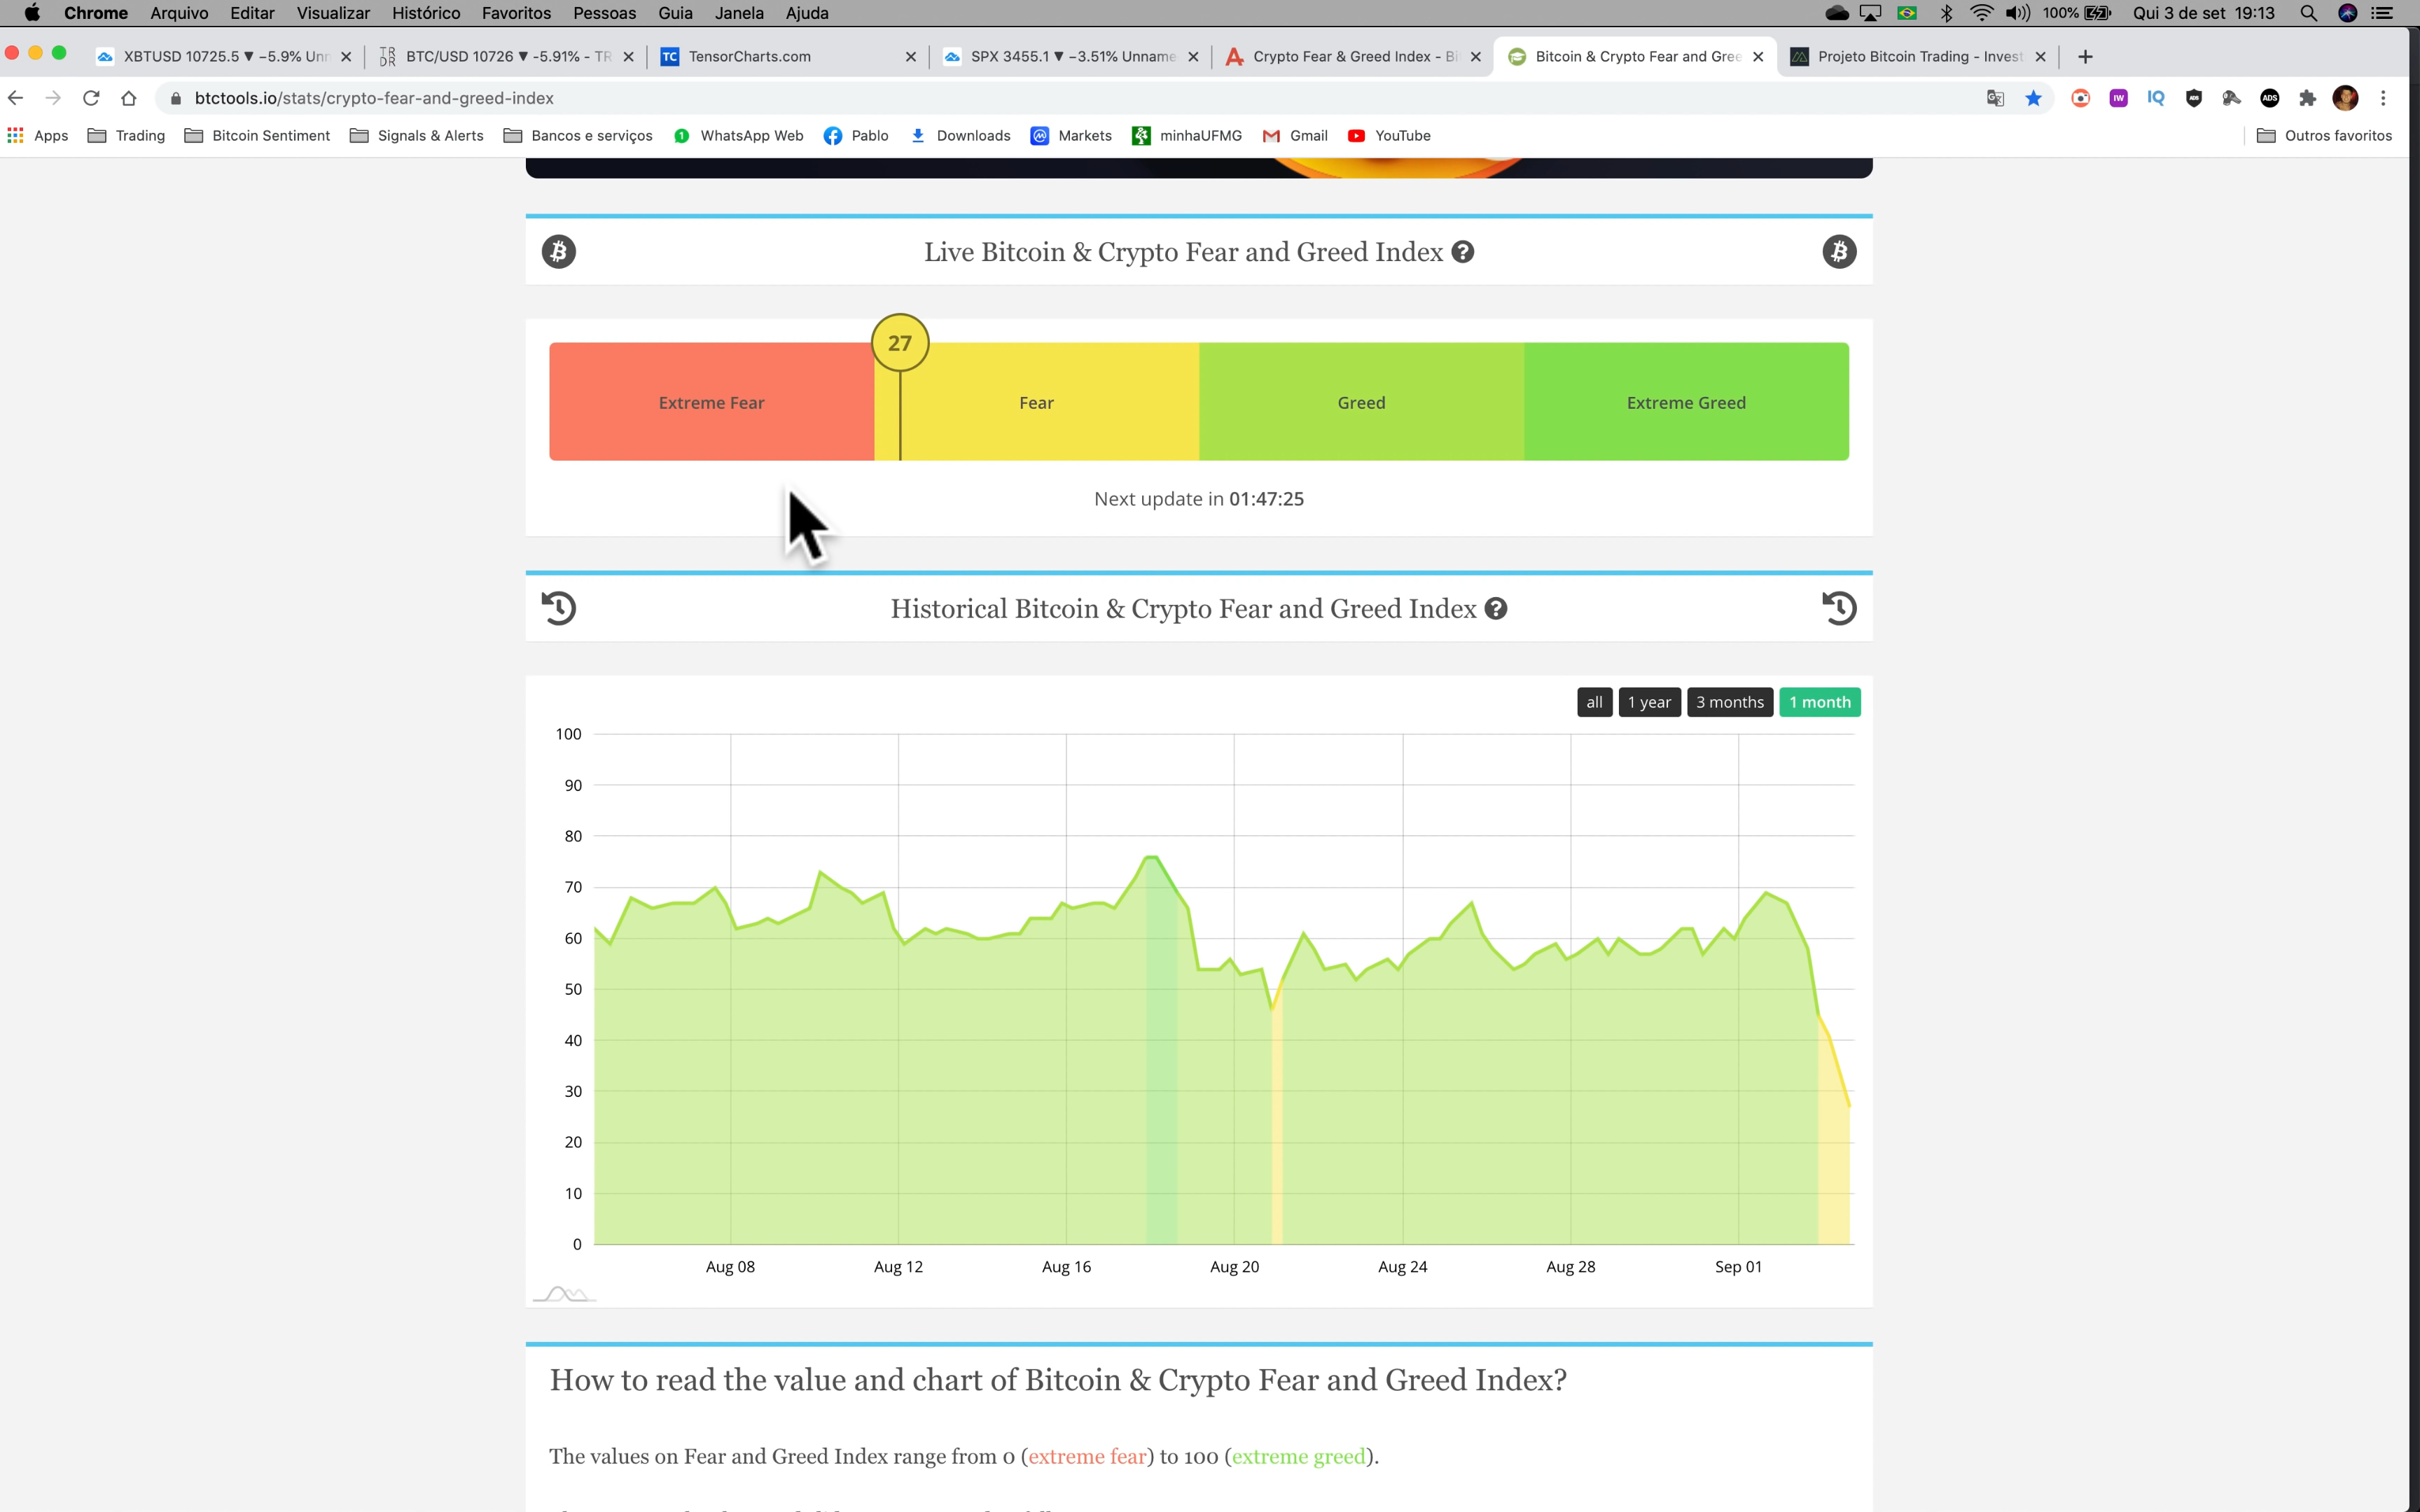 Chrome Arquivo Editar Visualizar Histórico Favoritos Pessoas Guia Janela Ajuda 100% Qui 3 de set 19:13
XBTUSD 10725.5 ▼ −5.9% Unn BTC/USD 10726 ▼ -5.91% - TR TC TensorCharts.com SPX 3455.1 ▼ −3.51% Unname Crypto Fear & Greed Index - Bi Bitcoin & Crypto Fear and Gree Projeto Bitcoin Trading - Invest
btctools.io/stats/crypto-fear-and-greed-index IW IQ ADS
Apps Trading Bitcoin Sentiment Signals & Alerts Bancos e serviços 1 WhatsApp Web Pablo Downloads Markets minhaUFMG Gmail YouTube Outros favoritos
Live Bitcoin & Crypto Fear and Greed Index ?
27
Extreme Fear Fear Greed Extreme Greed
Next update in 01:47:25
Historical Bitcoin & Crypto Fear and Greed Index ?
all 1 year 3 months 1 month
100
90
80
70
60
50
40
30
20
10
0
Aug 08 Aug 12 Aug 16 Aug 20 Aug 24 Aug 28 Sep 01
How to read the value and chart of Bitcoin & Crypto Fear and Greed Index?
The values on Fear and Greed Index range from 0 (extreme fear) to 100 (extreme greed).